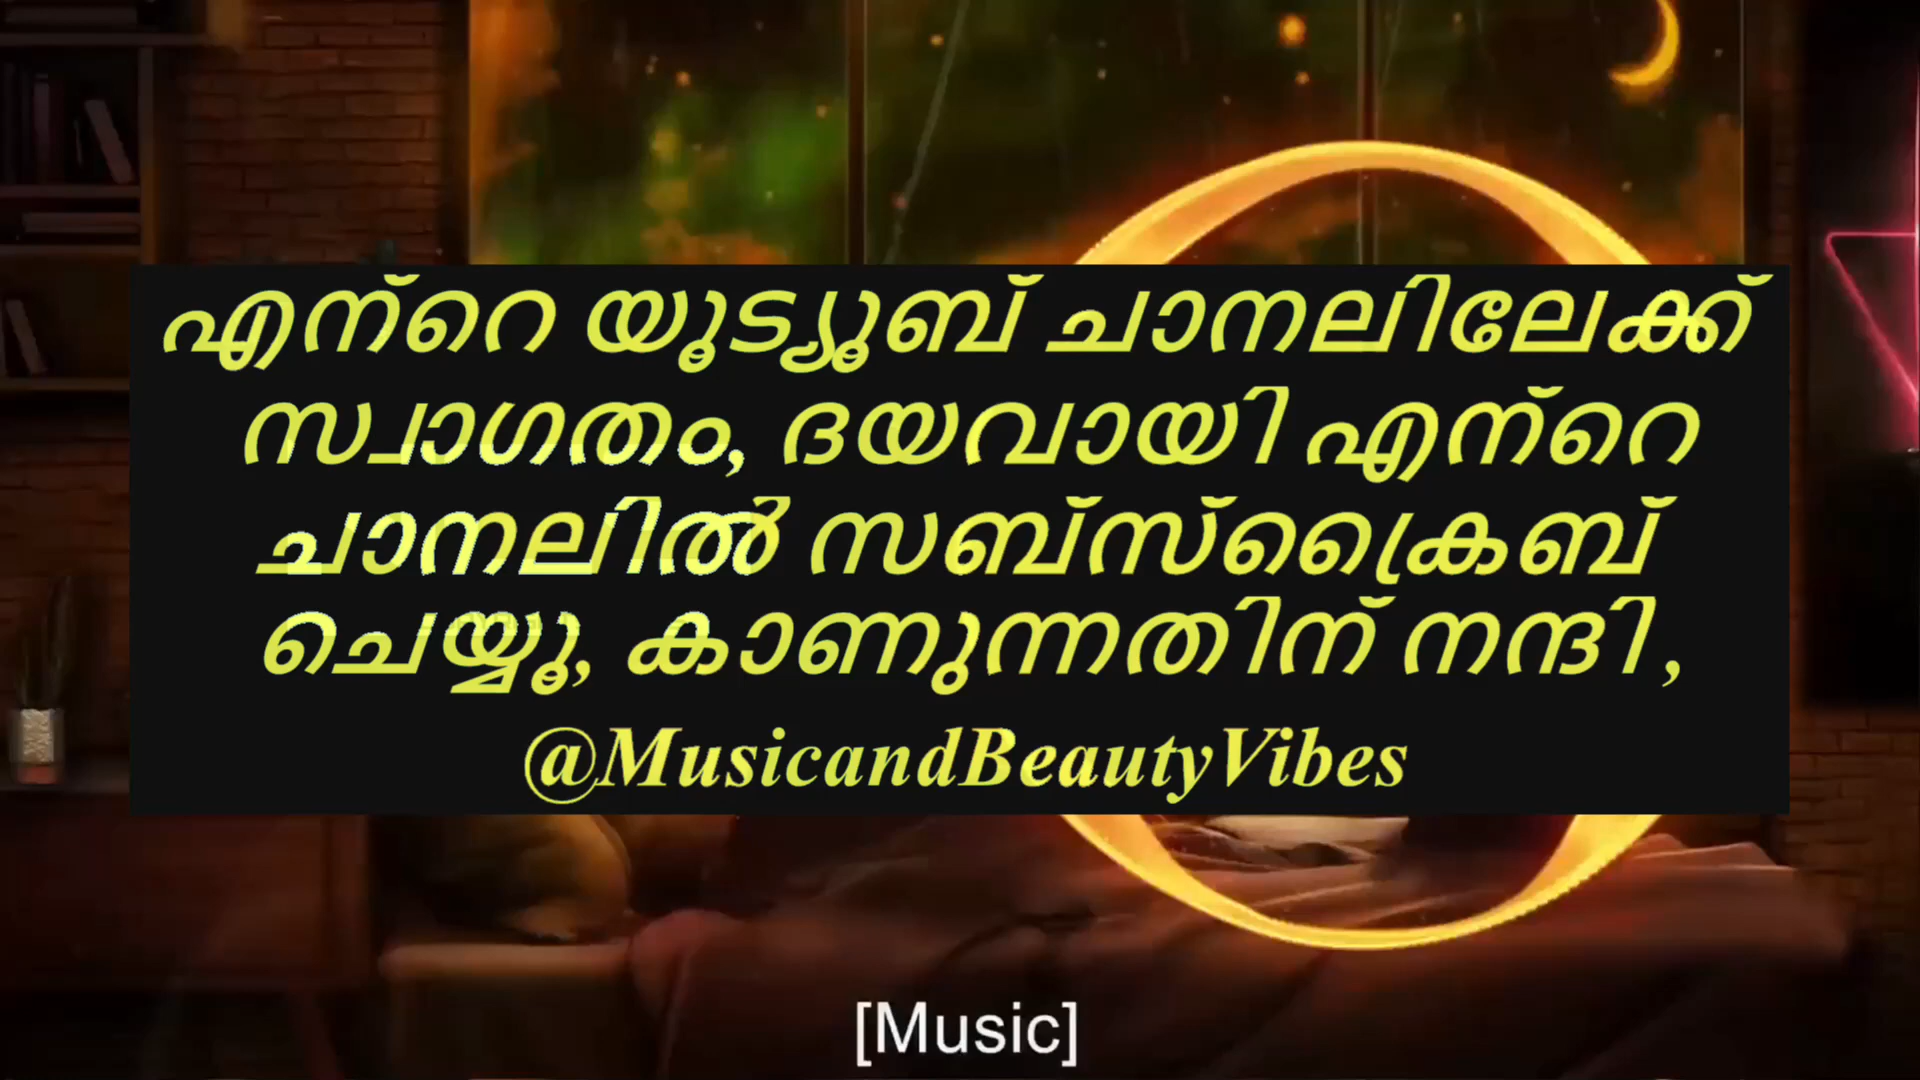 എന്റെ യൂട്യൂബ് ചാനലിലേക്ക്
സ്വാഗതം, ദയവായി എന്റെ
ചാനലിൽ സബ്സ്ക്രൈബ്
ചെയ്യൂ, കാണുന്നതിന് നന്ദി,
@MusicandBeautyVibes
[Music]